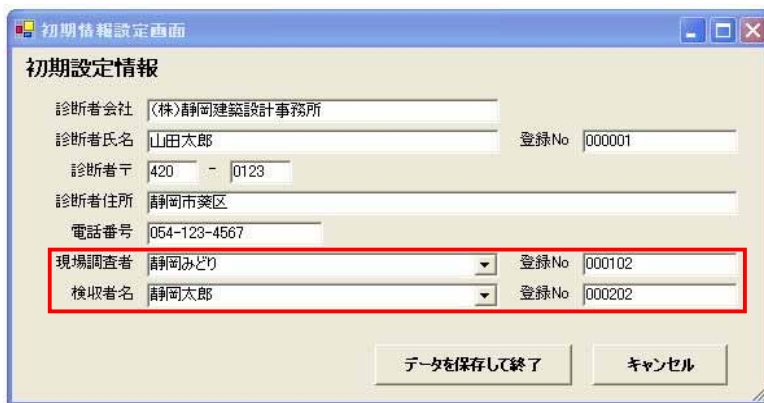 初期情報設定画面
初期設定情報
診断者会社 (株)静岡建築設計事務所
診断者氏名 山田太郎 登録No 000001
診断者〒 420 - 0123
診断者住所 静岡市葵区
電話番号 054-123-4567
現場調査者 静岡みどり 登録No 000102
検収者名 静岡太郎 登録No 000202
データを保存して終了 キャンセル